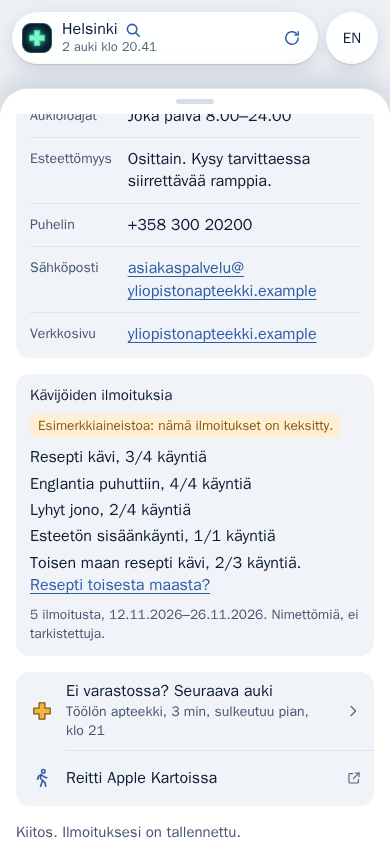 Helsinki
2 auki klo 20.41
EN
Aukioloajat
Joka päivä 8.00–24.00
Esteettömyys
Osittain. Kysy tarvittaessa
siirrettävää ramppia.
Puhelin
+358 300 20200
Sähköposti
asiakaspalvelu@
yliopistonapteekki.example
Verkkosivu
yliopistonapteekki.example
Kävijöiden ilmoituksia
Esimerkkiaineistoa: nämä ilmoitukset on keksitty.
Resepti kävi, 3/4 käyntiä
Englantia puhuttiin, 4/4 käyntiä
Lyhyt jono, 2/4 käyntiä
Esteetön sisäänkäynti, 1/1 käyntiä
Toisen maan resepti kävi, 2/3 käyntiä.
Resepti toisesta maasta?
5 ilmoitusta, 12.11.2026–26.11.2026. Nimettömiä, ei
tarkistettuja.
Ei varastossa? Seuraava auki
Töölön apteekki, 3 min, sulkeutuu pian,
klo 21
Reitti Apple Kartoissa
Kiitos. Ilmoituksesi on tallennettu.